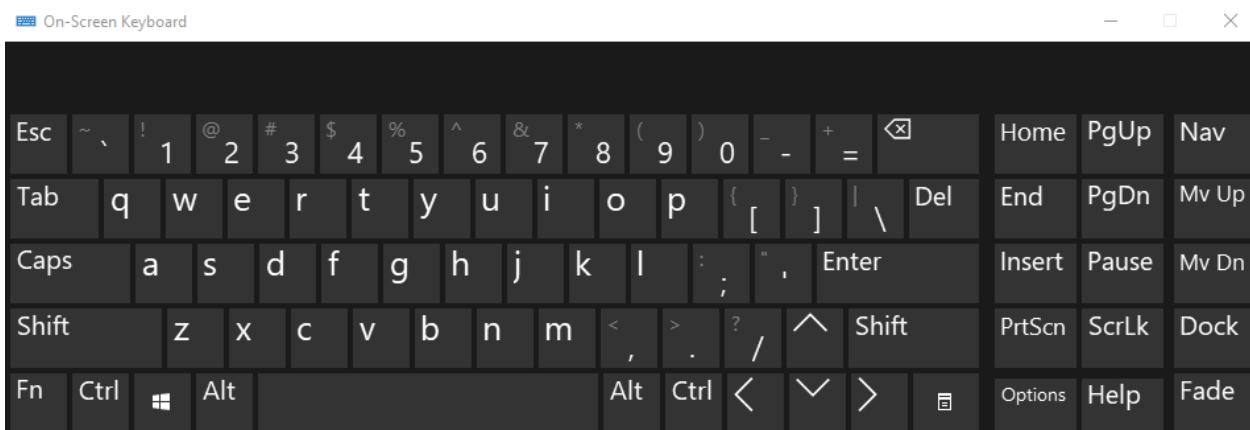 On-Screen Keyboard
Esc ~ ` ! 1 @ 2 # 3 $ 4 % 5 ^ 6 & 7 * 8 ( 9 ) 0 _ - + = Home PgUp Nav
Tab q w e r t y u i o p { [ } ] | \ Del End PgDn Mv Up
Caps a s d f g h j k l : ; " ' Enter Insert Pause Mv Dn
Shift z x c v b n m < , > . ? / Shift PrtScn ScrLk Dock
Fn Ctrl Alt Alt Ctrl Options Help Fade